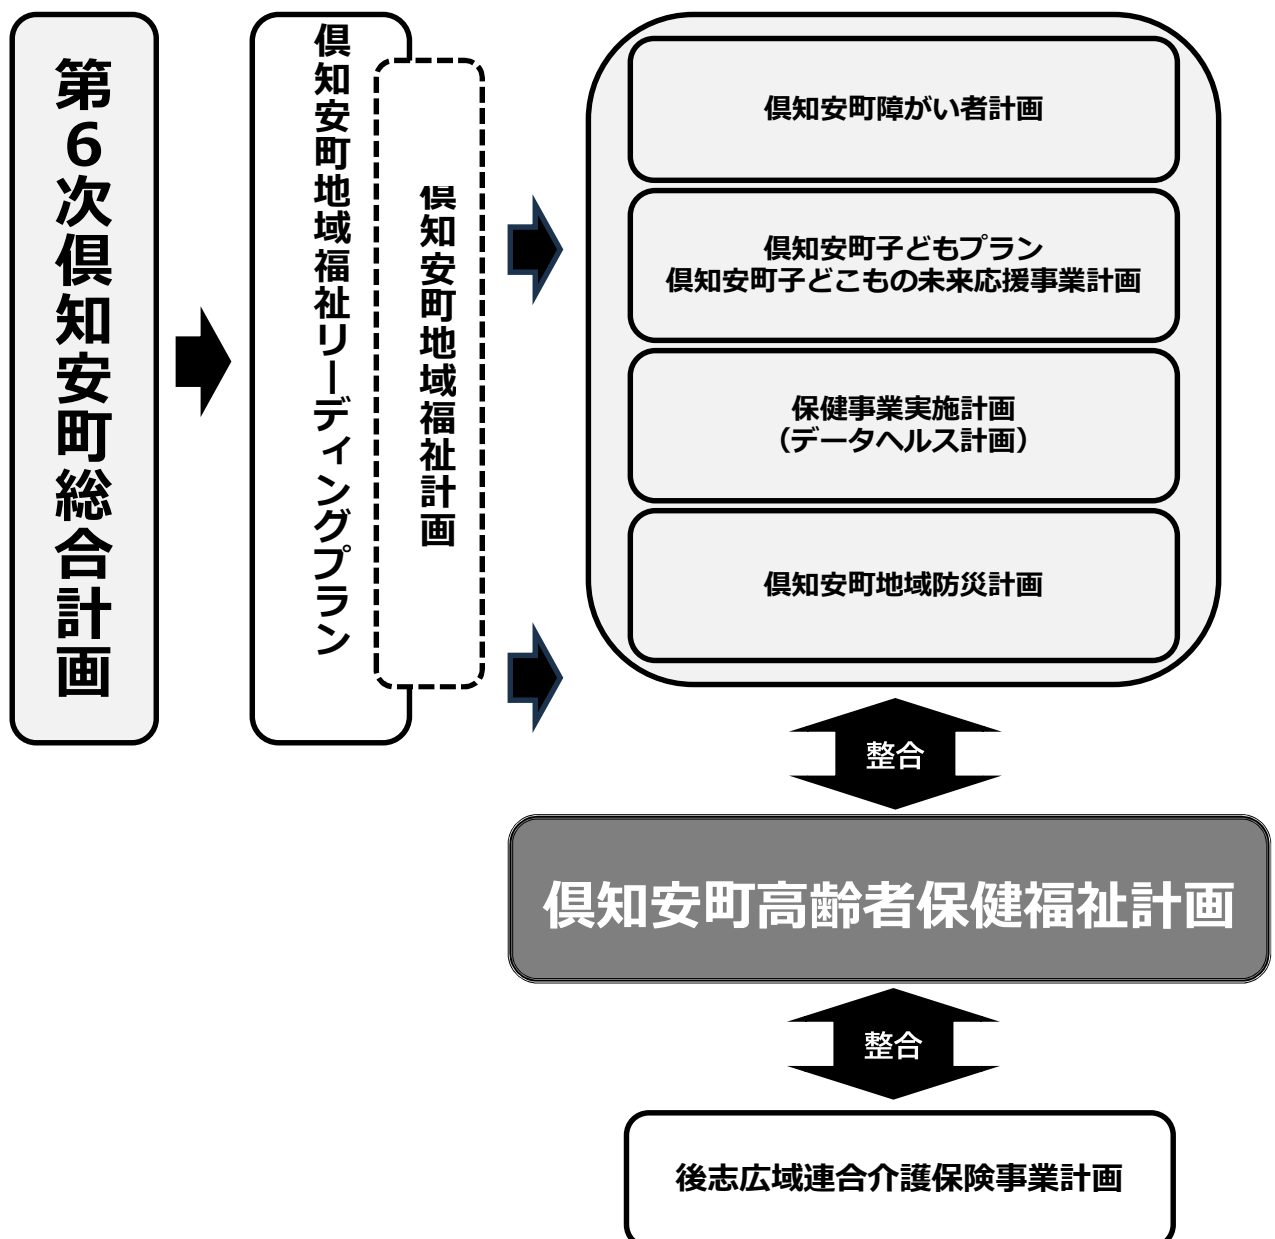 第６次倶知安町総合計画
倶知安町地域福祉リーディングプラン
倶知安町地域福祉計画
倶知安町障がい者計画
倶知安町子どもプラン
倶知安町子どこもの未来応援事業計画
保健事業実施計画
（データヘルス計画）
倶知安町地域防災計画
整合
倶知安町高齢者保健福祉計画
整合
後志広域連合介護保険事業計画